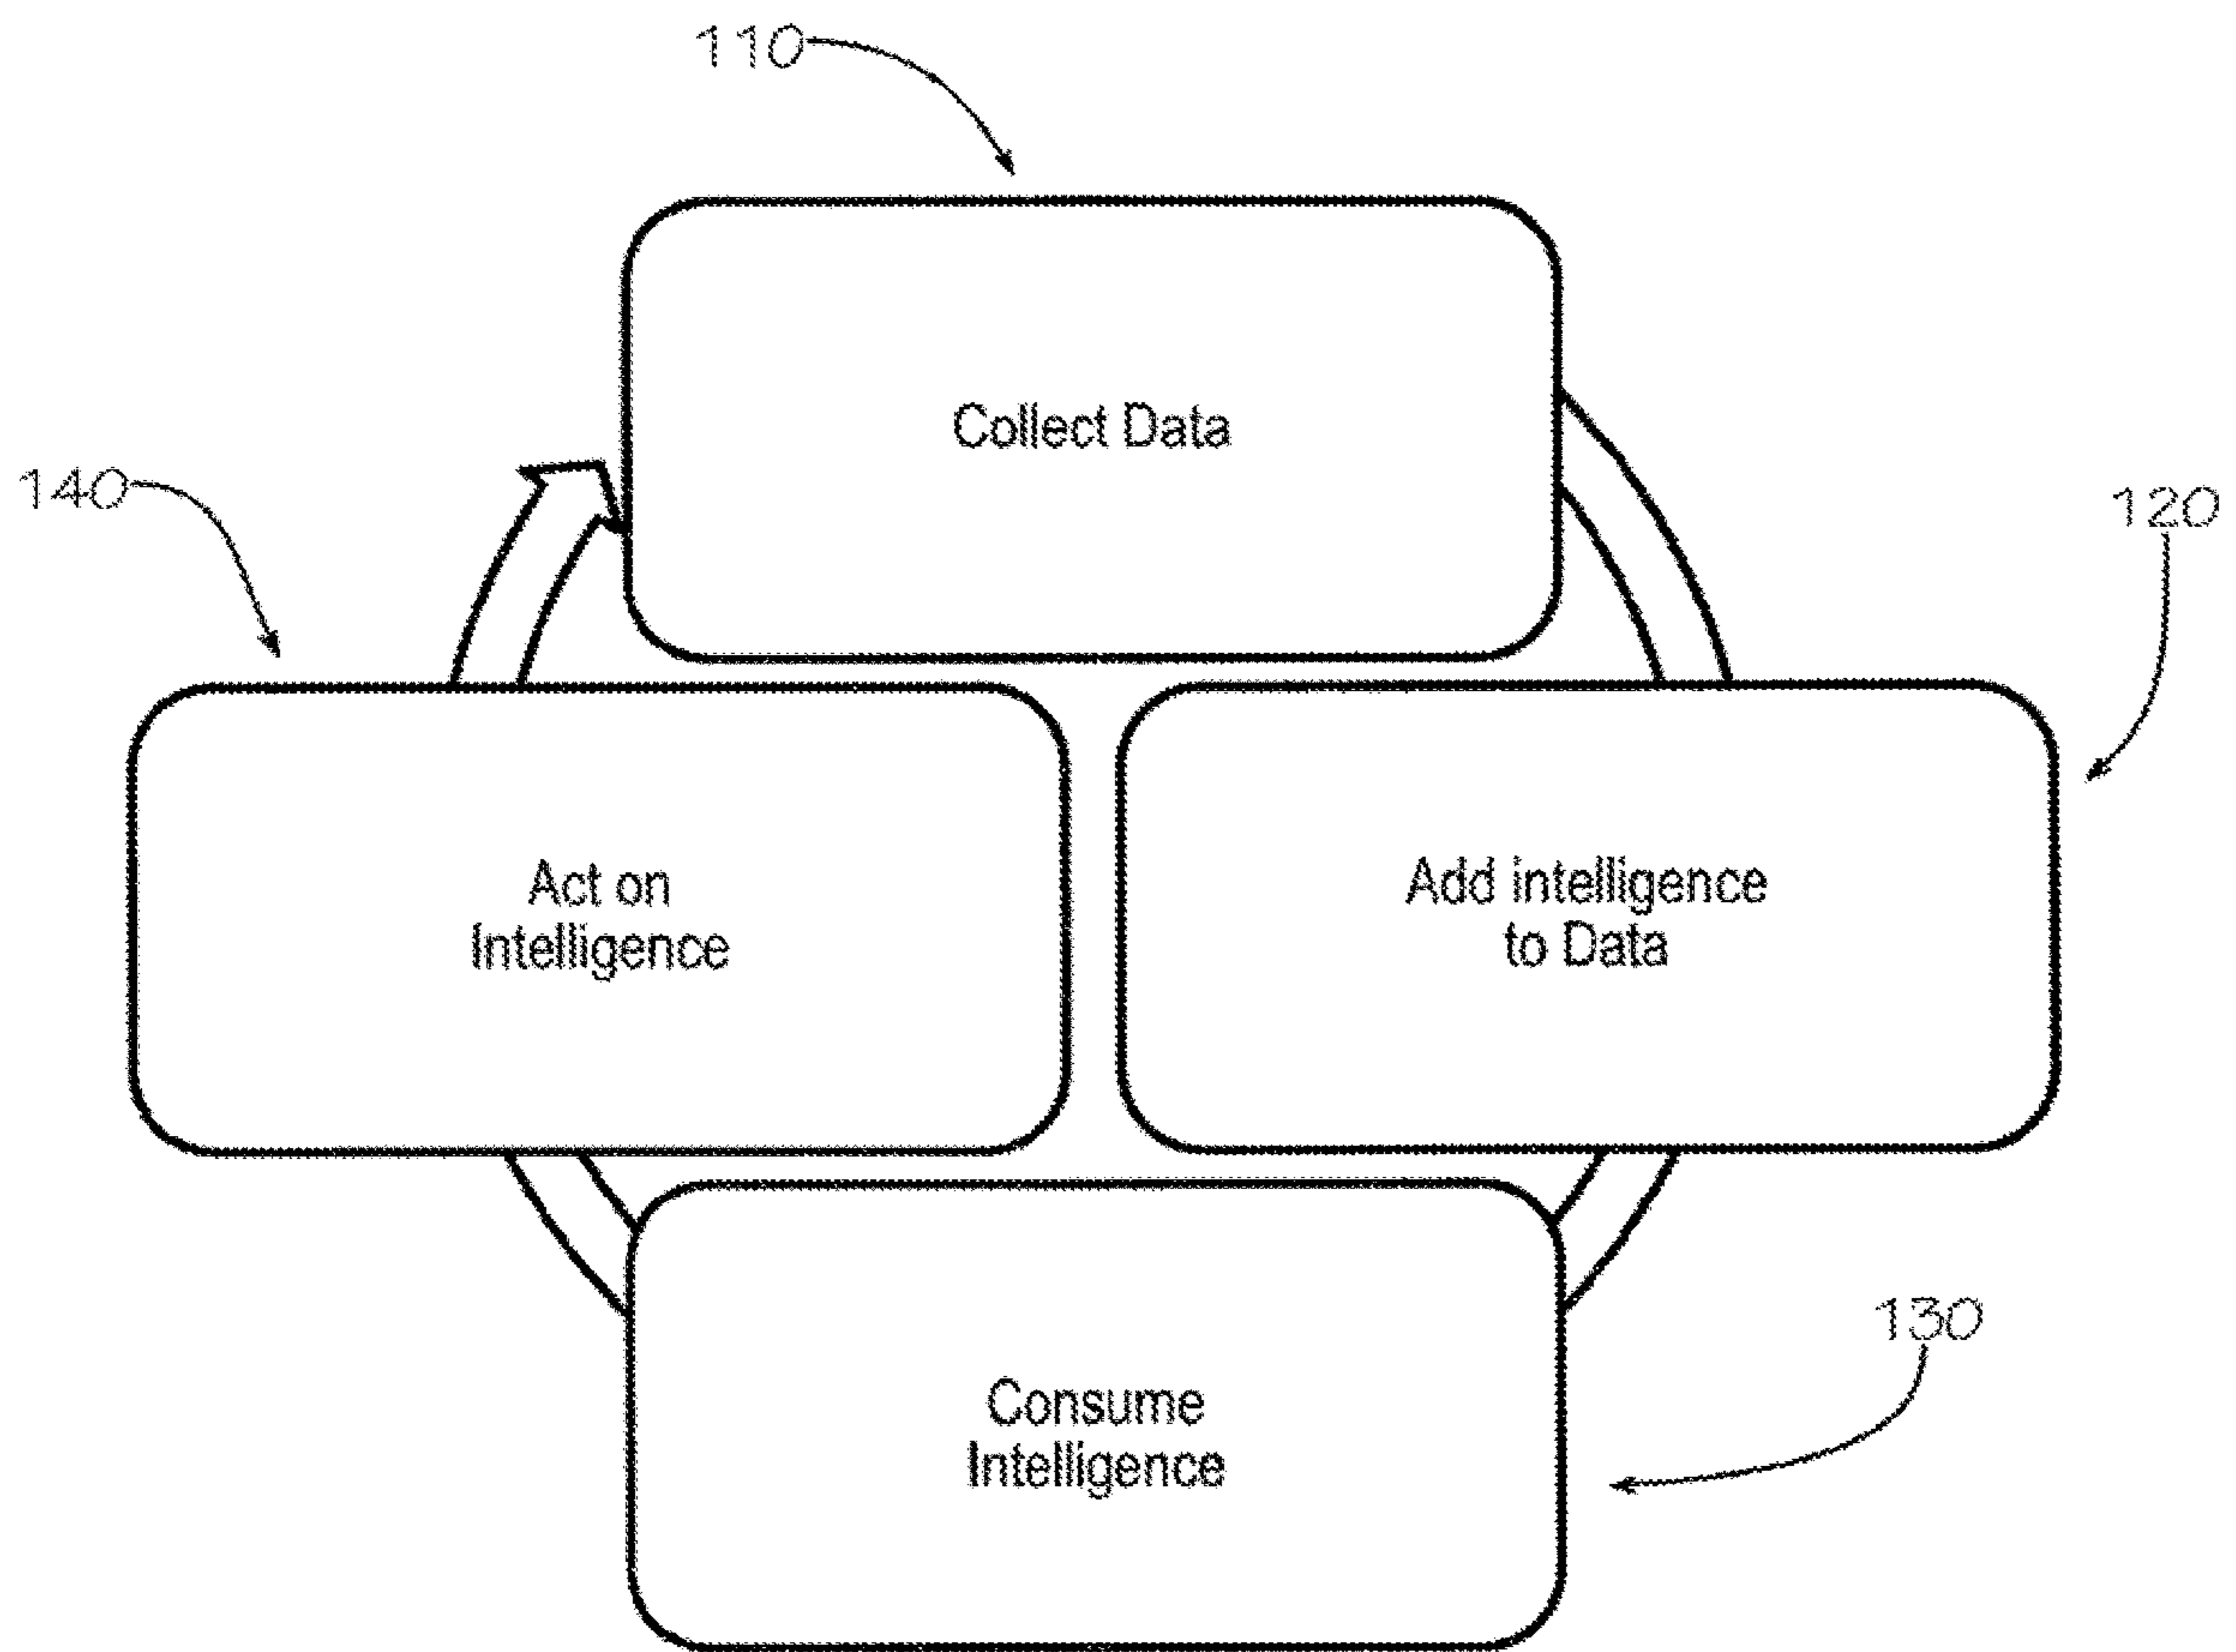 110
Collect Data
140
120
Act on
Intelligence
Add intelligence
to Data
130
Consume
Intelligence